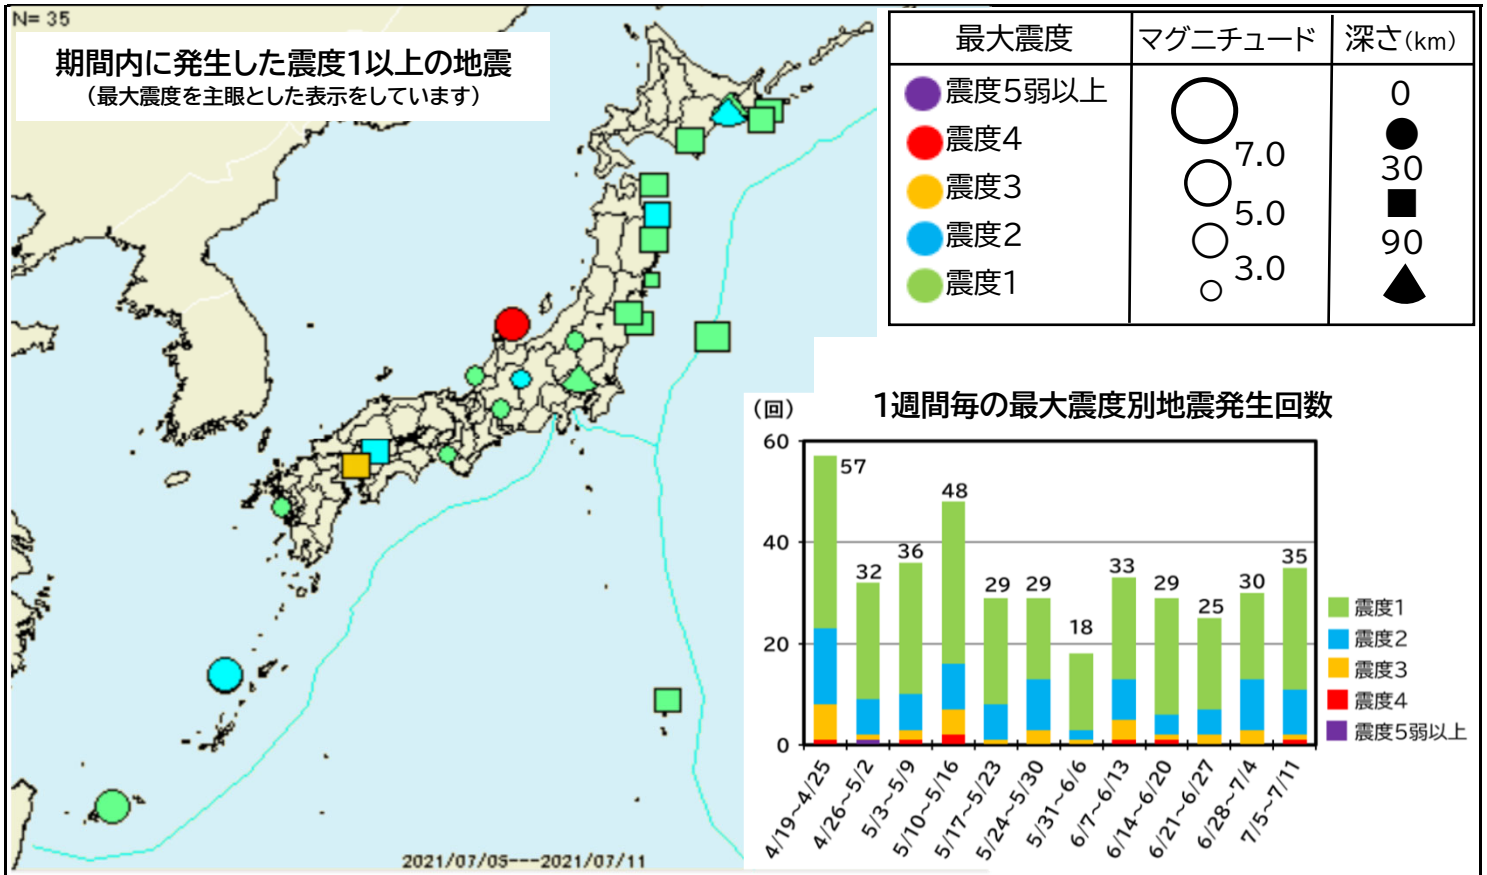 N= 35
期間内に発生した震度1以上の地震
(最大震度を主眼とした表示をしています)
2021/07/05---2021/07/11
最大震度 マグニチュード 深さ(km)
震度5弱以上
震度4
震度3
震度2
震度1
7.0
5.0
3.0
0
30
90
1週間毎の最大震度別地震発生回数
(回)
60
40
20
0
57
32
36
48
29
29
18
33
29
25
30
35
4/19~4/25
4/26~5/2
5/3~5/9
5/10~5/16
5/17~5/23
5/24~5/30
5/31~6/6
6/7~6/13
6/14~6/20
6/21~6/27
6/28~7/4
7/5~7/11
震度1
震度2
震度3
震度4
震度5弱以上